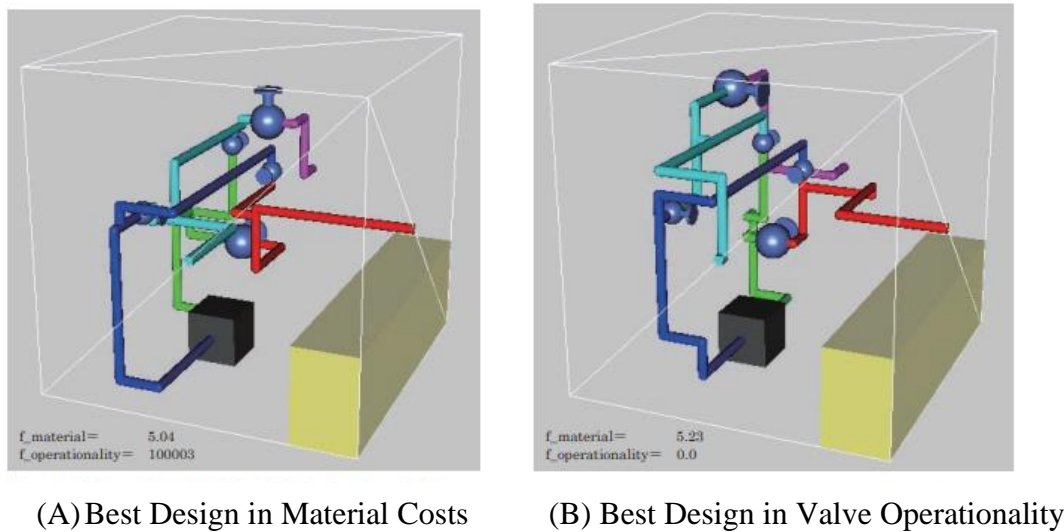 f_material= 5.04
f_operationality= 100003
f_material= 5.23
f_operationality= 0.0
(A) Best Design in Material Costs
(B) Best Design in Valve Operationality